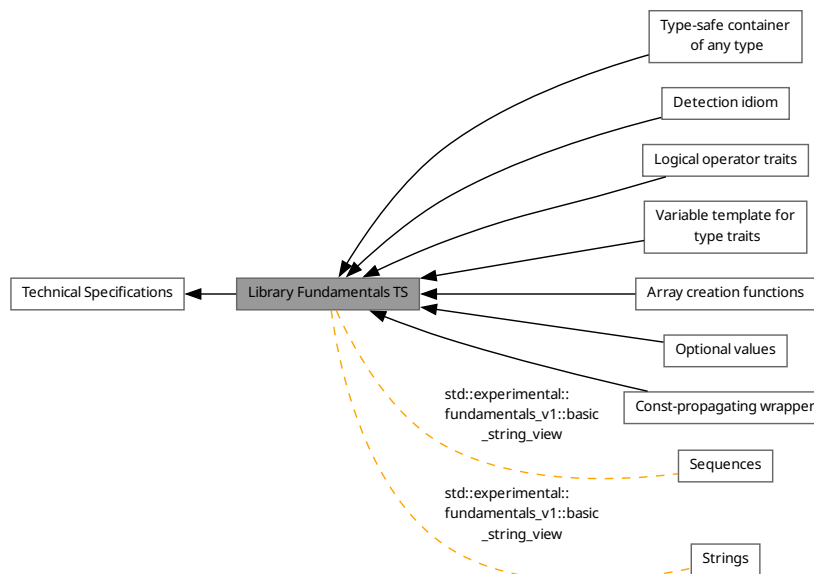 Type-safe container
of any type
Detection idiom
Logical operator traits
Variable template for
type traits
Technical Specifications
Library Fundamentals TS
Array creation functions
Optional values
Const-propagating wrapper
std::experimental::
fundamentals_v1::basic
_string_view
Sequences
std::experimental::
fundamentals_v1::basic
_string_view
Strings